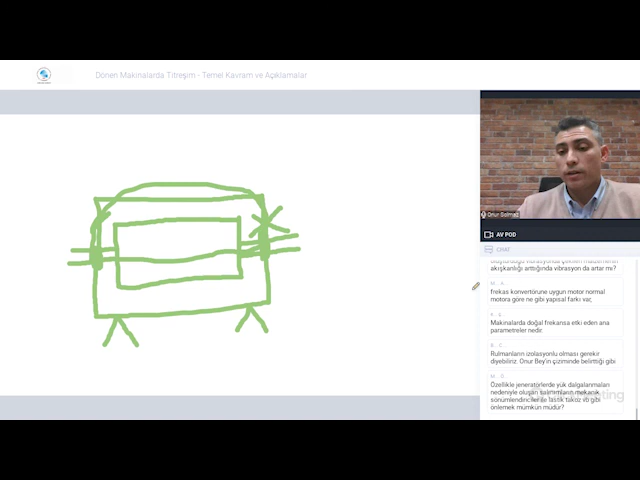 Dönen Makinalarda Titreşim - Temel Kavram ve Açıklamalar
Onur Solmaz
AV POD
CHAT
akışkanlığı arttığında vibrasyon da artar mı?
M... A...
frekas konvertörüne uygun motor normal
motora göre ne gibi yapısal farkı var,
Makinalarda doğal frekansa etki eden ana
parametreler nedir
B... C...
Rulmanların izolasyonlu olması gerekir
diyebiliriz. Onur Bey'in çiziminde belirttiği gibi
M... O...
Özellikle jeneratörlerde yük dalgalanmaları
nedeniyle oluşan salınımların mekanik
sönümlendiriciler ile lastik takoz vb gibi
önlemek mümkün müdür?